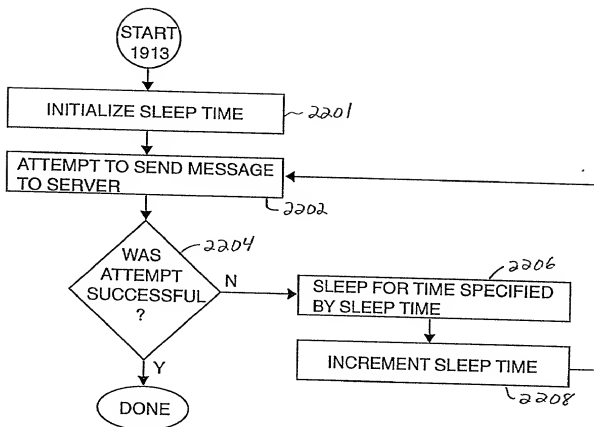 START
1913
INITIALIZE SLEEP TIME
2201
ATTEMPT TO SEND MESSAGE
TO SERVER
2202
WAS
ATTEMPT
SUCCESSFUL
?
2204
N
SLEEP FOR TIME SPECIFIED
BY SLEEP TIME
2206
INCREMENT SLEEP TIME
2208
Y
DONE